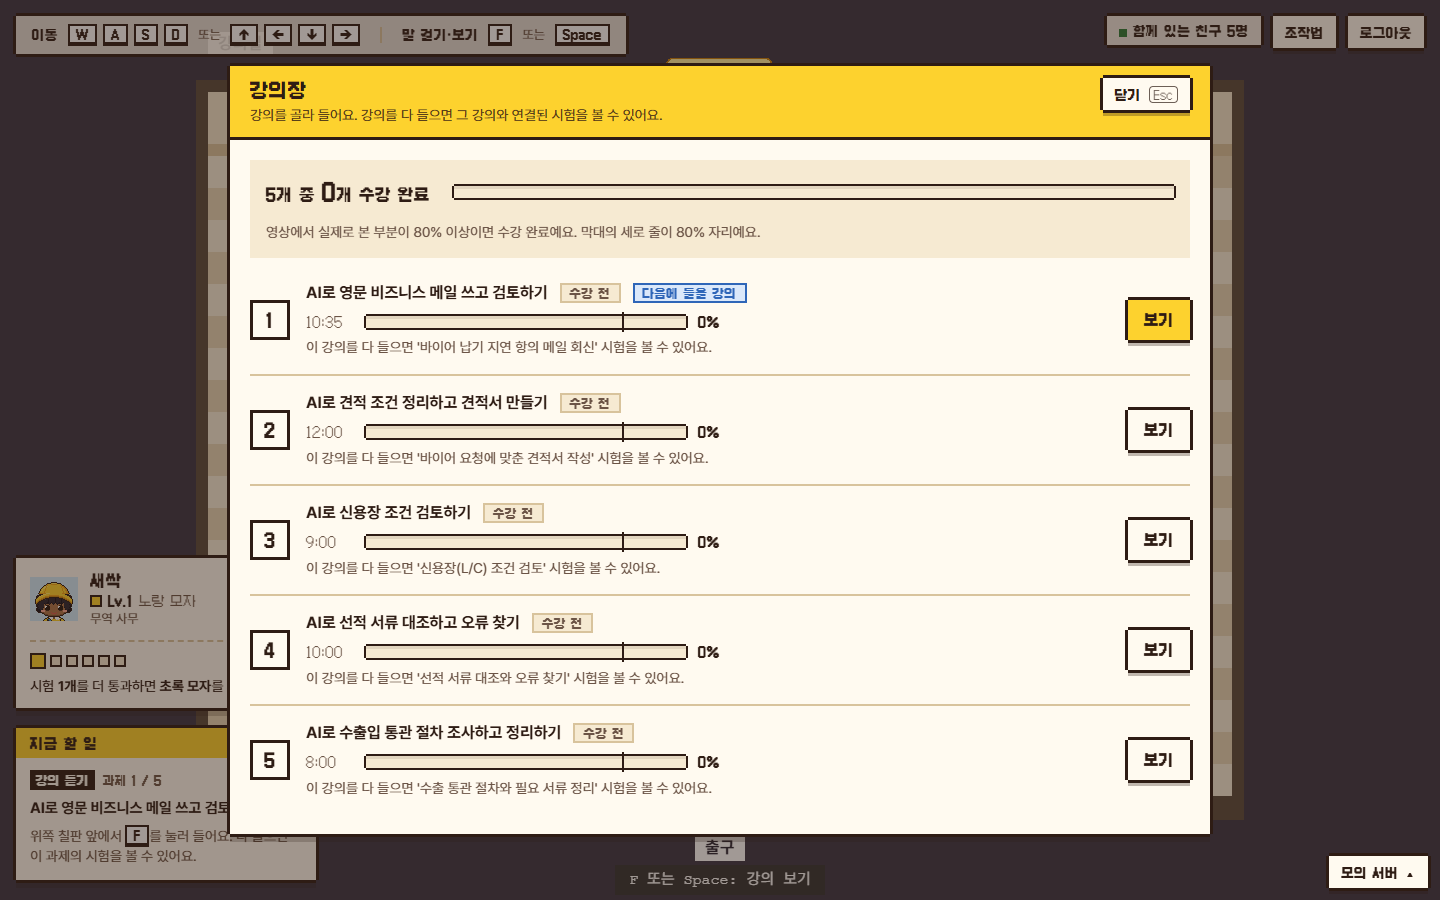 이동 W A S D 또는 ↑ ← ↓ → 말 걸기·보기 F 또는 Space
함께 있는 친구 5명
조작법
로그아웃
강의장
강의를 골라 들어요. 강의를 다 들으면 그 강의와 연결된 시험을 볼 수 있어요.
닫기 Esc
5개 중 0개 수강 완료
영상에서 실제로 본 부분이 80% 이상이면 수강 완료예요. 막대의 세로 줄이 80% 자리예요.
1
AI로 영문 비즈니스 메일 쓰고 검토하기 수강 전 다음에 들을 강의
10:35 0%
이 강의를 다 들으면 '바이어 납기 지연 항의 메일 회신' 시험을 볼 수 있어요.
보기
2
AI로 견적 조건 정리하고 견적서 만들기 수강 전
12:00 0%
이 강의를 다 들으면 '바이어 요청에 맞춘 견적서 작성' 시험을 볼 수 있어요.
보기
3
AI로 신용장 조건 검토하기 수강 전
9:00 0%
이 강의를 다 들으면 '신용장(L/C) 조건 검토' 시험을 볼 수 있어요.
보기
4
AI로 선적 서류 대조하고 오류 찾기 수강 전
10:00 0%
이 강의를 다 들으면 '선적 서류 대조와 오류 찾기' 시험을 볼 수 있어요.
보기
5
AI로 수출입 통관 절차 조사하고 정리하기 수강 전
8:00 0%
이 강의를 다 들으면 '수출 통관 절차와 필요 서류 정리' 시험을 볼 수 있어요.
보기
새싹
Lv.1 노랑 모자
무역 사무
시험 1개를 더 통과하면 초록 모자를
지금 할 일
강의 듣기 과제 1 / 5
AI로 영문 비즈니스 메일 쓰고 검토
위쪽 칠판 앞에서 F 를 눌러 들어요.
이 과제의 시험을 볼 수 있어요.
출구
F 또는 Space: 강의 보기
모의 서버 ▲